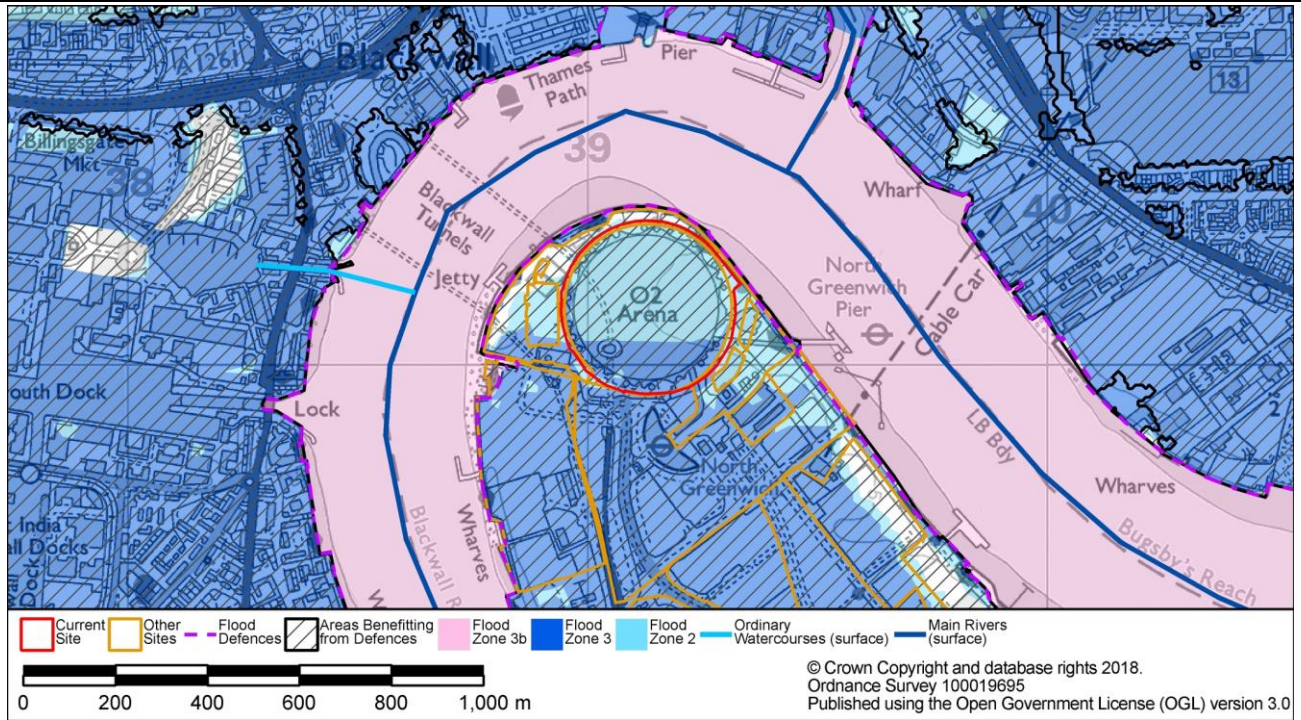 A1261
Blackwall
Pier
Thames
Path
13
Billingsgate
Mkt
38
39
40
Wharf
Blackwall
Tunnels
Jetty
North
Greenwich
Pier
Cable Car
O2
Arena
outh Dock
Lock
LB Bdy
North
Greenwich
Wharves
Wharves
India
ll Docks
Dock
Blackwall R
W
Bugsby's Reach
2
Current
Site
Other
Sites
Flood
Defences
Areas Benefitting
from Defences
Flood
Zone 3b
Flood
Zone 3
Flood
Zone 2
Ordinary
Watercourses (surface)
Main Rivers
(surface)
0 200 400 600 800 1,000 m
© Crown Copyright and database rights 2018.
Ordnance Survey 100019695
Published using the Open Government License (OGL) version 3.0